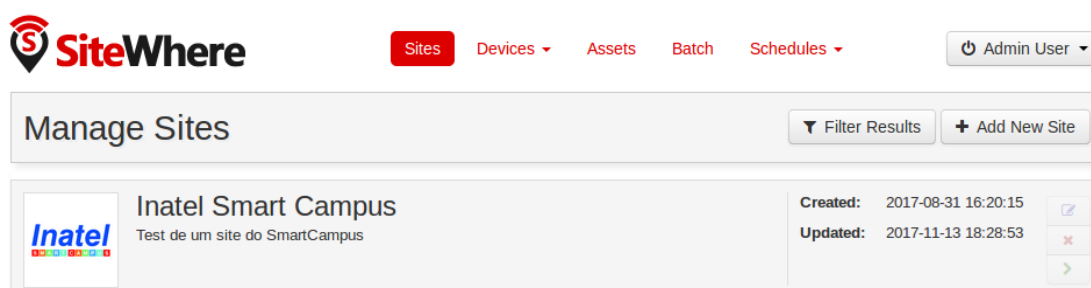 SiteWhere
Sites Devices Assets Batch Schedules Admin User
Manage Sites
Filter Results Add New Site
Inatel Smart Campus
Test de um site do SmartCampus
Inatel
SMARTCAMPUS
Created: 2017-08-31 16:20:15
Updated: 2017-11-13 18:28:53